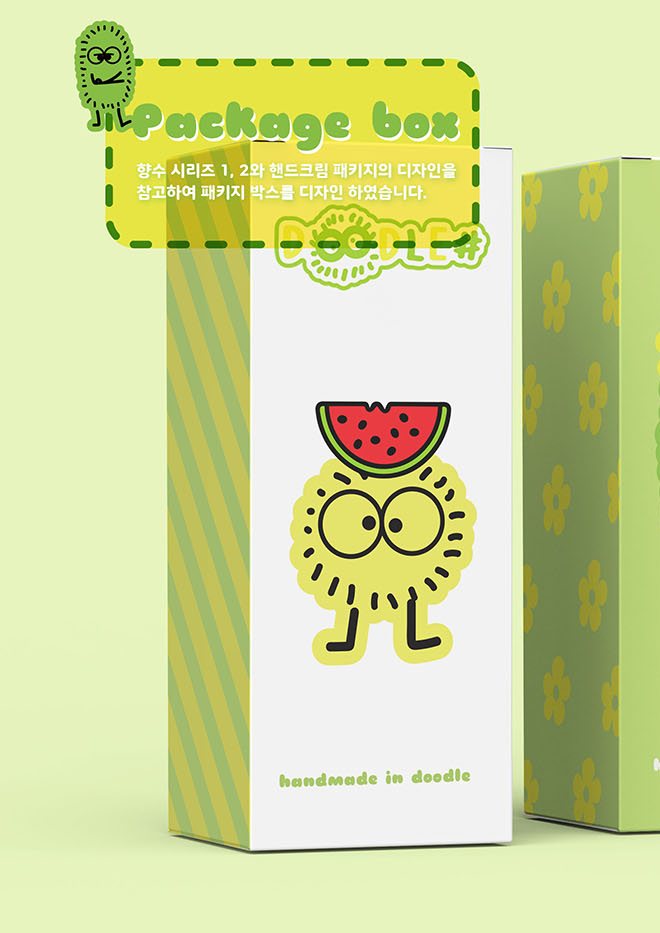 Package box
향수 시리즈 1, 2와 핸드크림 패키지의 디자인을
참고하여 패키지 박스를 디자인 하였습니다.
DOODLE#
handmade in doodle